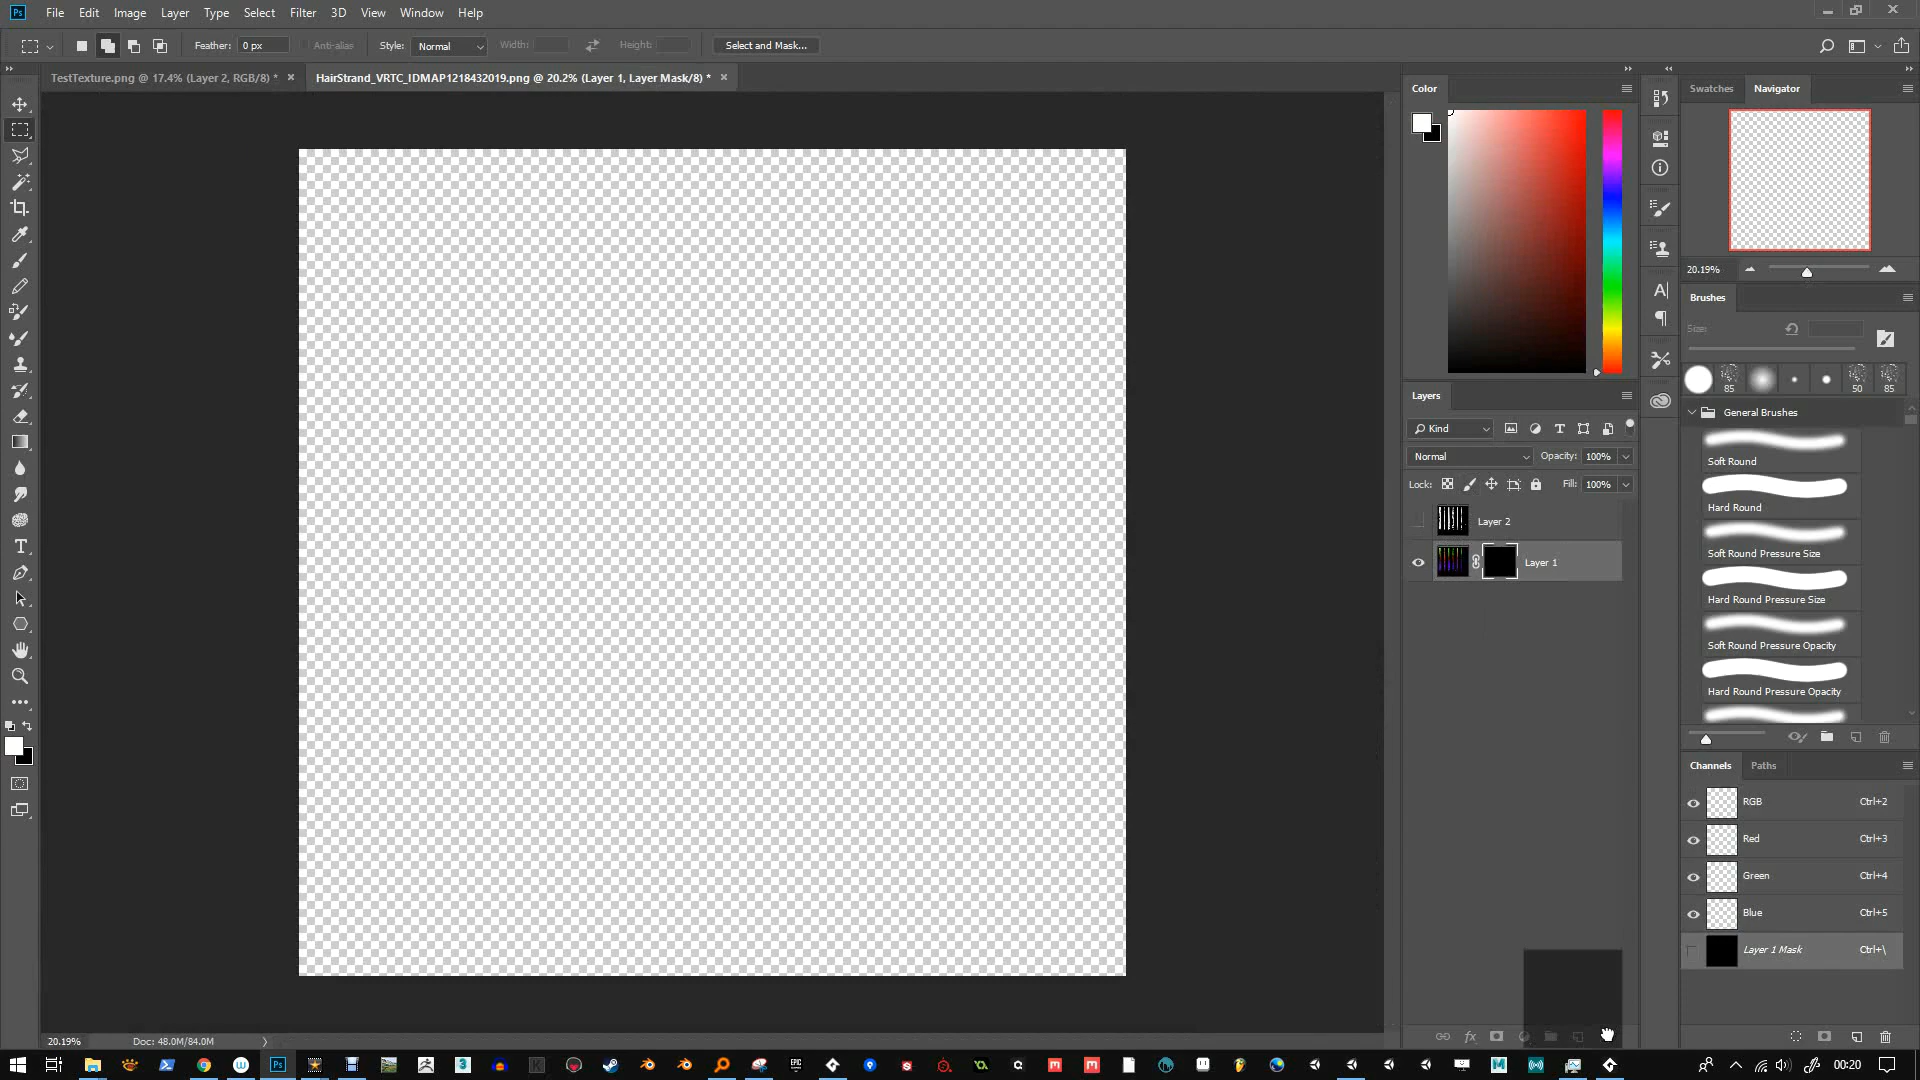 Ps File Edit Image Layer Type Select Filter 3D View Window Help
Feather: 0 px Anti-alias Style: Normal Width: Height: Select and Mask...
TestTexture.png @ 17.4% (Layer 2, RGB/8) * × HairStrand_VRTC_IDMAP1218432019.png @ 20.2% (Layer 1, Layer Mask/8) * ×
Color
Swatches Navigator
20.19%
Brushes
Size:
85 50 85
General Brushes
Soft Round
Hard Round
Soft Round Pressure Size
Hard Round Pressure Size
Soft Round Pressure Opacity
Hard Round Pressure Opacity
Layers
Kind
Normal Opacity: 100%
Lock: Fill: 100%
Layer 2
Layer 1
Channels Paths
RGB Ctrl+2
Red Ctrl+3
Green Ctrl+4
Blue Ctrl+5
Layer 1 Mask Ctrl+\
20.19% Doc: 48.0M/84.0M
00:20